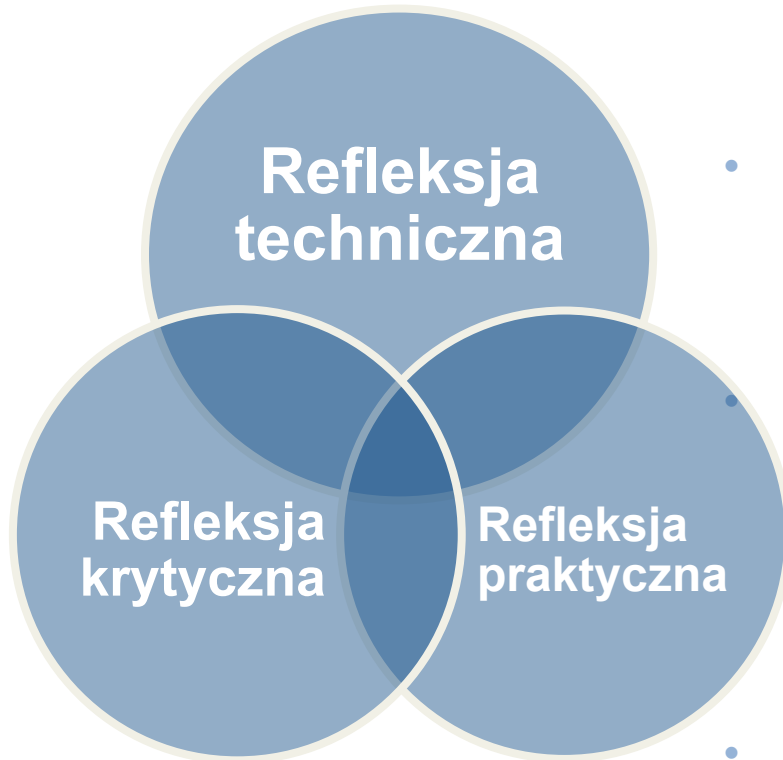 Refleksja
techniczna
Refleksja
krytyczna
Refleksja
praktyczna